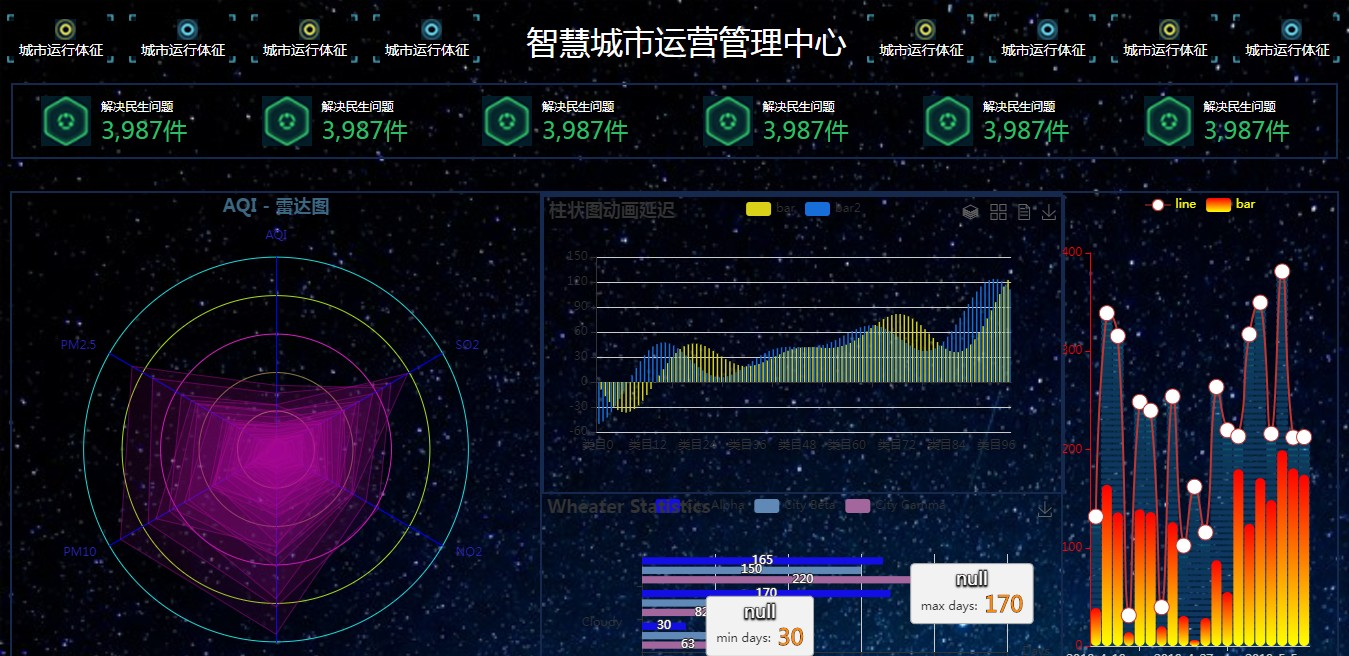 城市运行体征 城市运行体征 城市运行体征 城市运行体征 智慧城市运营管理中心 城市运行体征 城市运行体征 城市运行体征 城市运行体征
解决民生问题 解决民生问题 解决民生问题 解决民生问题 解决民生问题 解决民生问题
3,987件 3,987件 3,987件 3,987件 3,987件 3,987件
AQI - 雷达图
AQI
PM2.5
SO2
PM10
NO2
柱状图动画延迟
bar bar2
150
120
90
60
30
0
-30
-60
类目0 类目12 类目24 类目36 类目48 类目60 类目72 类目84 类目96
Wheater Statistics
Alpha City Beta City Gamma
165
150
220
170
82
Cloudy
30
63
null
min days: 30
null
max days: 170
line bar
400
300
200
100
0